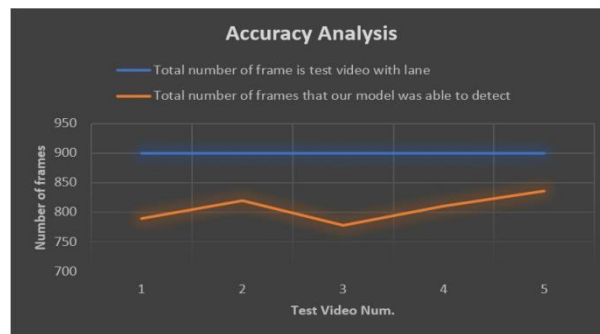 Accuracy Analysis
Total number of frame is test video with lane
Total number of frames that our model was able to detect
950
900
850
800
750
700
Number of frames
1 2 3 4 5
Test Video Num.